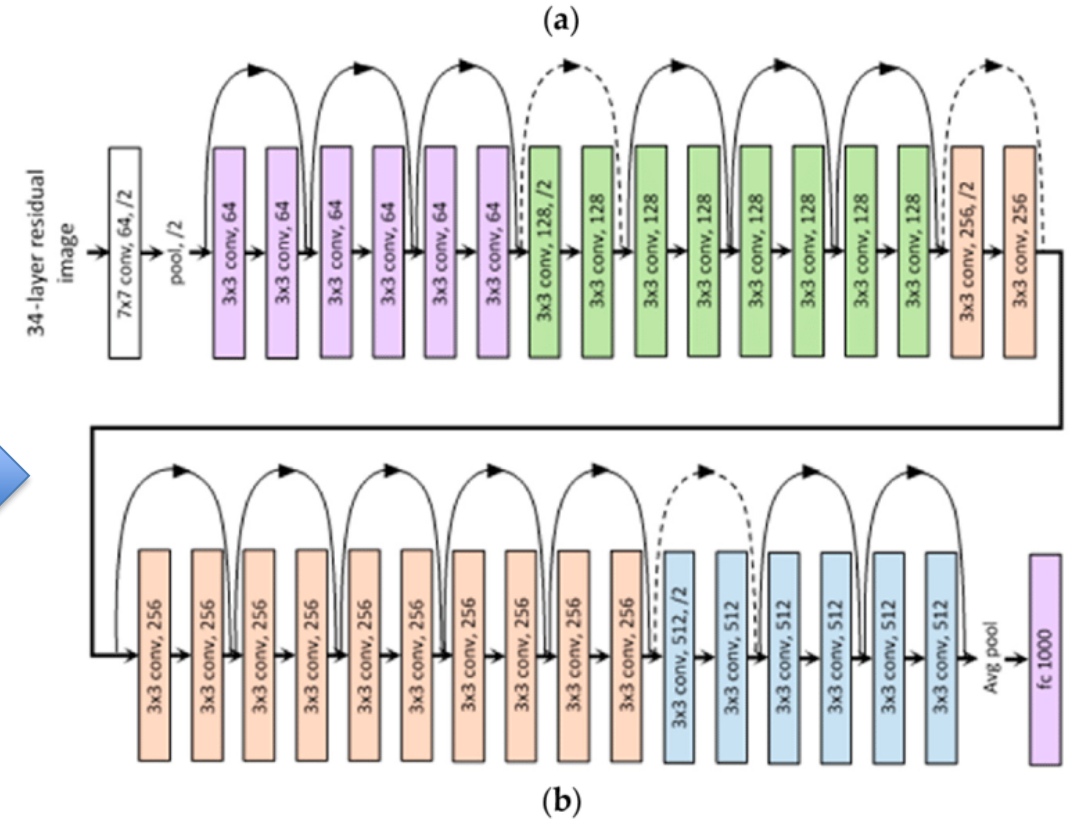 (a)
34-layer residual
image
7x7 conv, 64, /2
pool, /2
3x3 conv, 64
3x3 conv, 64
3x3 conv, 64
3x3 conv, 64
3x3 conv, 64
3x3 conv, 64
3x3 conv, 128, /2
3x3 conv, 128
3x3 conv, 128
3x3 conv, 128
3x3 conv, 128
3x3 conv, 128
3x3 conv, 128
3x3 conv, 128
3x3 conv, 256, /2
3x3 conv, 256
3x3 conv, 256
3x3 conv, 256
3x3 conv, 256
3x3 conv, 256
3x3 conv, 256
3x3 conv, 256
3x3 conv, 256
3x3 conv, 256
3x3 conv, 256
3x3 conv, 256
3x3 conv, 512, /2
3x3 conv, 512
3x3 conv, 512
3x3 conv, 512
3x3 conv, 512
3x3 conv, 512
Avg pool
fc 1000
(b)